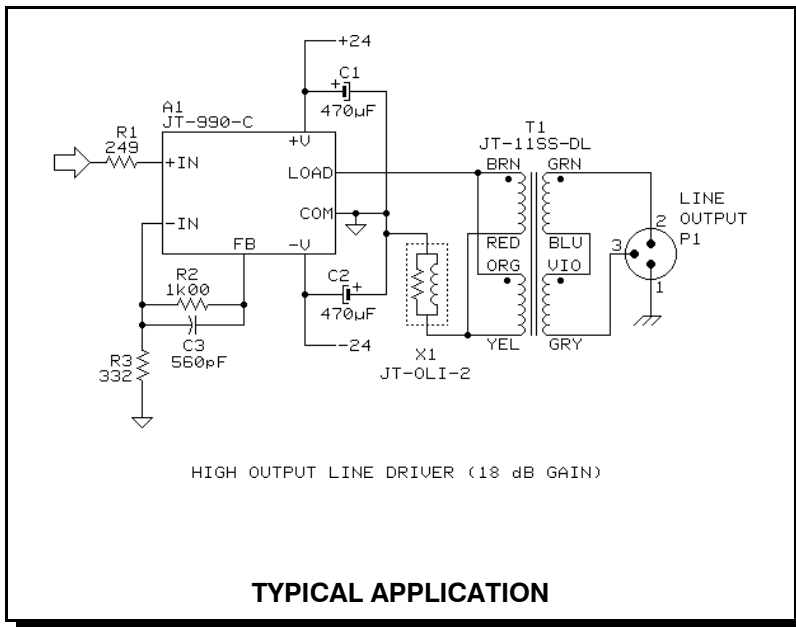 +24
C1
+
470µF
A1
JT-990-C
R1
249
+IN
+V
LOAD
COM
-IN
FB
-V
T1
JT-11SS-DL
BRN
GRN
RED
BLU
ORG
VIO
YEL
GRY
LINE
OUTPUT
P1
2
3
1
R2
1k00
C3
560pF
R3
332
C2
+
470µF
-24
X1
JT-OLI-2
HIGH OUTPUT LINE DRIVER (18 dB GAIN)
TYPICAL APPLICATION